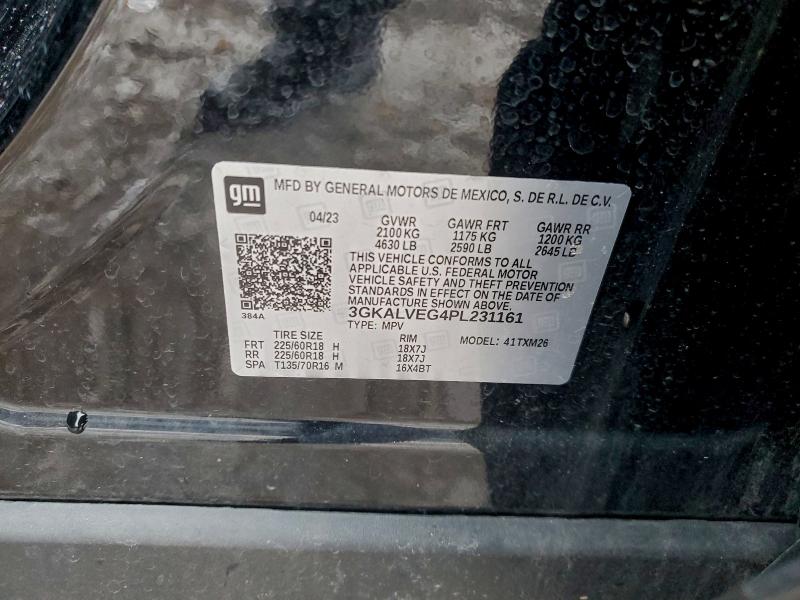 gm MFD BY GENERAL MOTORS DE MEXICO, S. DE R.L. DE C.V.
04/23 GVWR GAWR FRT GAWR RR
2100 KG 1175 KG 1200 KG
4630 LB 2590 LB 2645 LB
THIS VEHICLE CONFORMS TO ALL
APPLICABLE U.S. FEDERAL MOTOR
VEHICLE SAFETY AND THEFT PREVENTION
STANDARDS IN EFFECT ON THE DATE OF
MANUFACTURE SHOWN ABOVE.
384A 3GKALVEG4PL231161
TYPE: MPV
TIRE SIZE RIM MODEL: 41TXM26
FRT 225/60R18 H 18X7J
RR 225/60R18 H 18X7J
SPA T135/70R16 M 16X4BT